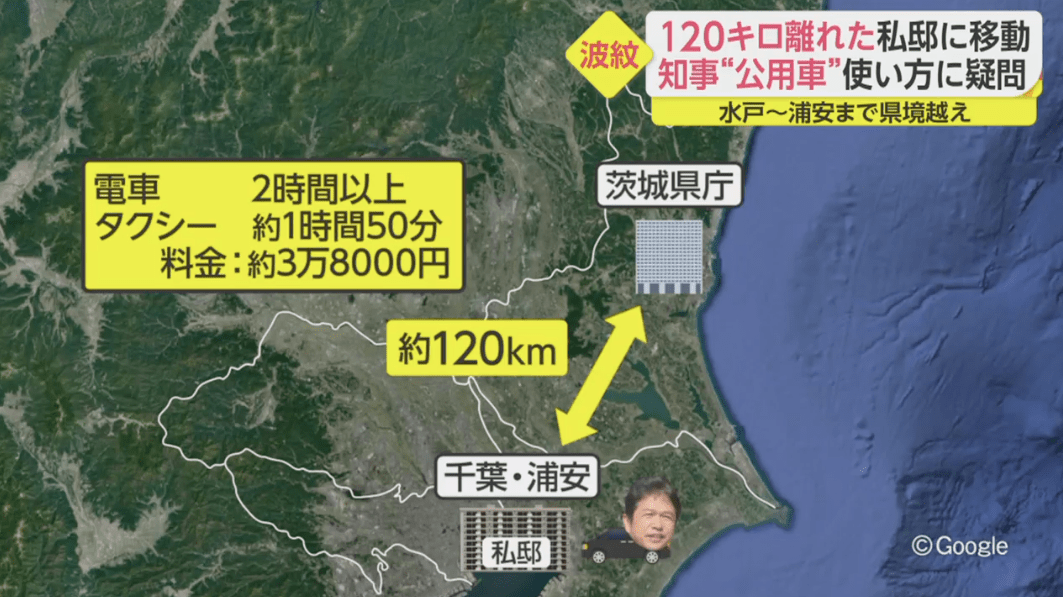 波紋
120キロ離れた私邸に移動
知事“公用車”使い方に疑問
水戸～浦安まで県境越え
電車 2時間以上
タクシー 約1時間50分
料金：約3万8000円
茨城県庁
約120km
千葉・浦安
私邸
©Google